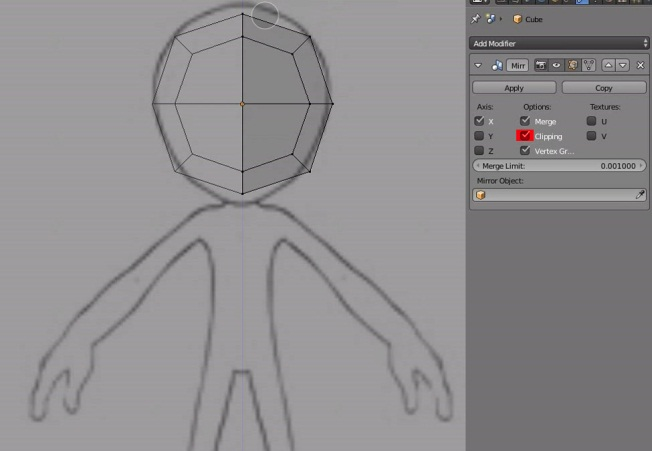 Cube
Add Modifier
Mirr
Apply Copy
Axis: Options: Textures:
X Merge U
Y Clipping V
Z Vertex Gr...
Merge Limit: 0.001000
Mirror Object: